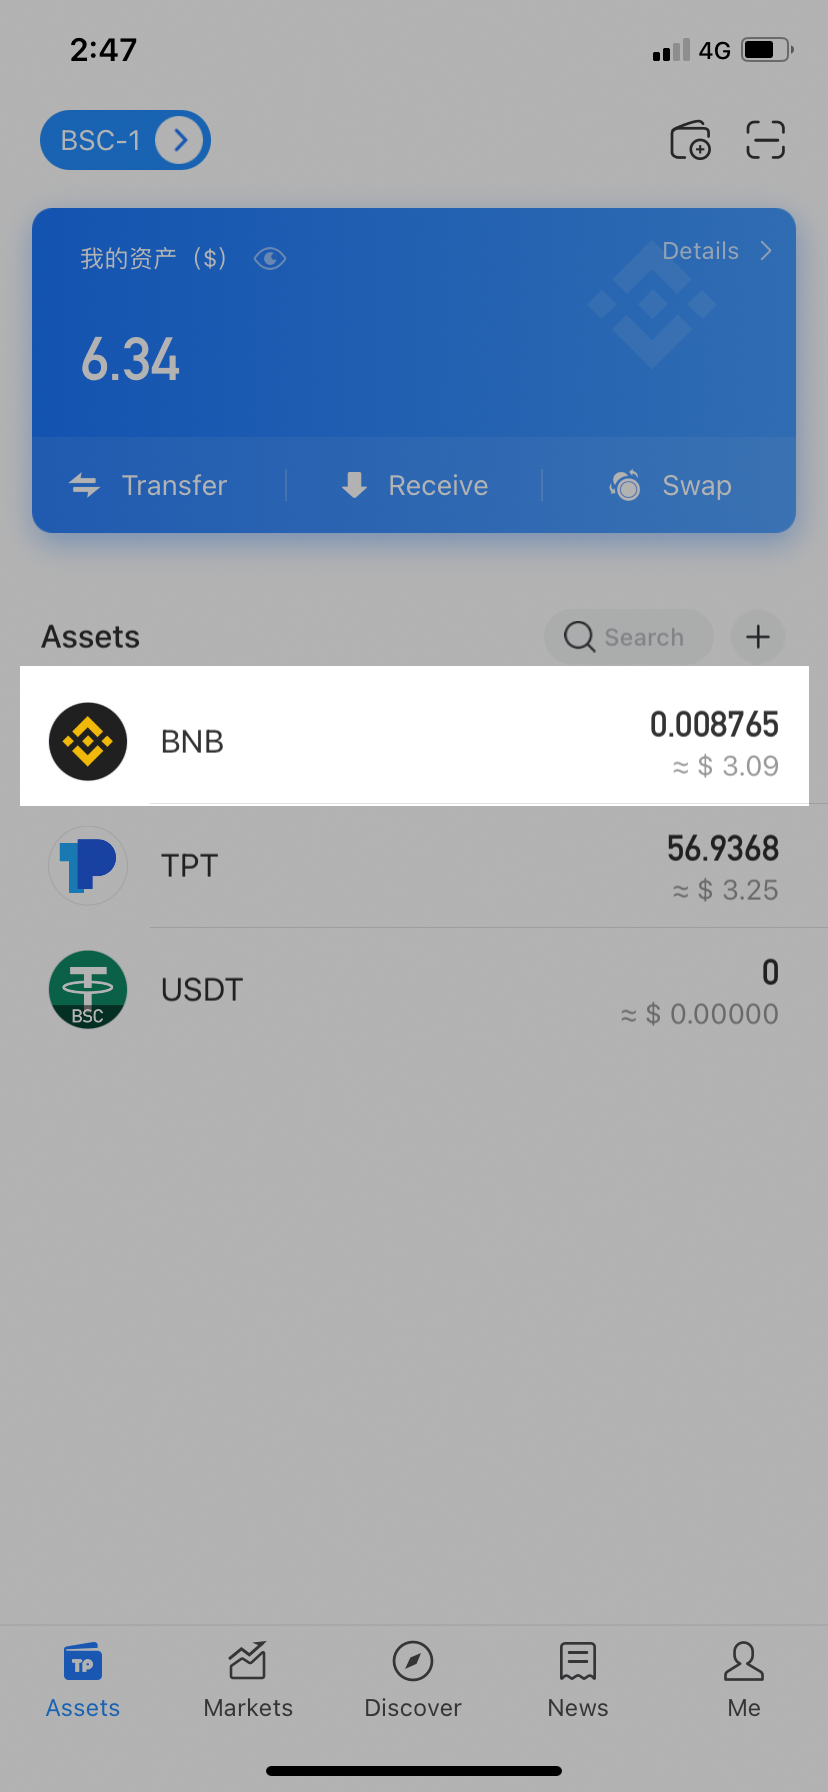 2:47
4G
BSC-1
我的资产（$）
Details
6.34
Transfer
Receive
Swap
Assets
Search
BNB
0.008765
≈ $ 3.09
TPT
56.9368
≈ $ 3.25
BSC
USDT
0
≈ $ 0.00000
TP
Assets
Markets
Discover
News
Me